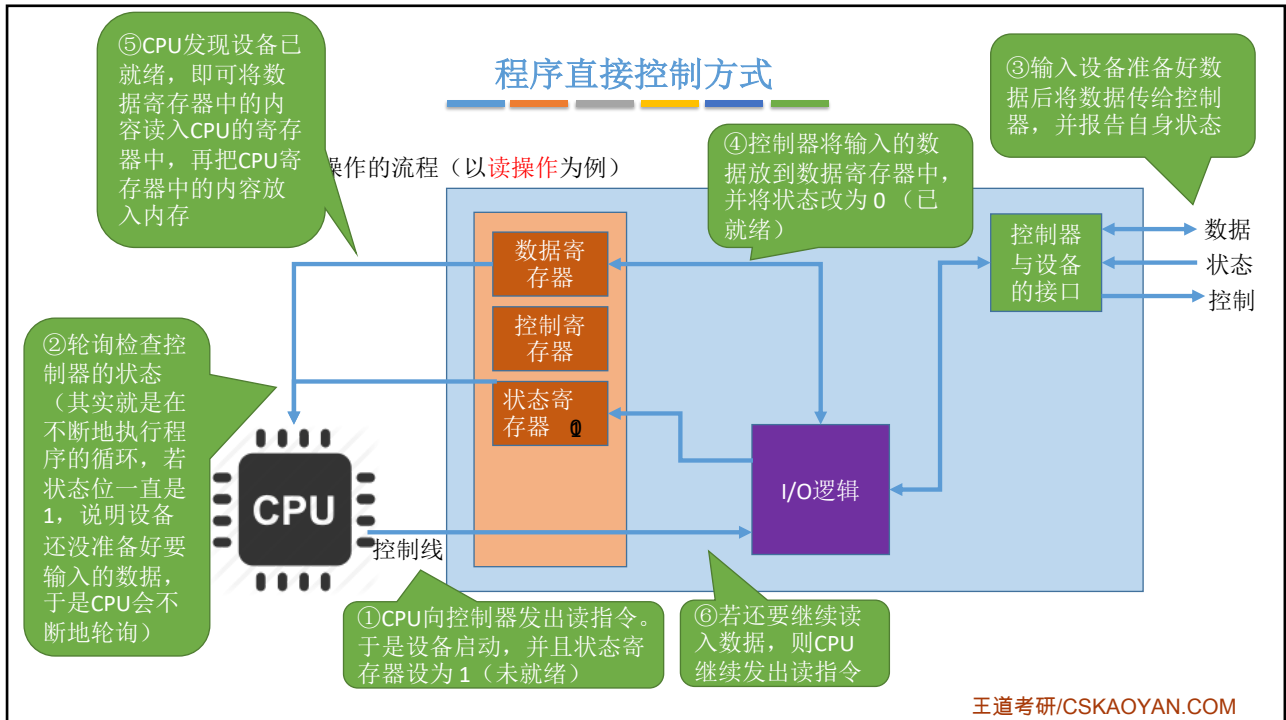 程序直接控制方式
⑤CPU发现设备已
就绪，即可将数
据寄存器中的内
容读入CPU的寄存
器中，再把CPU寄
存器中的内容放
入内存
③输入设备准备好数
据后将数据传给控制
器，并报告自身状态
操作的流程（以读操作为例）
④控制器将输入的数
据放到数据寄存器中，
并将状态改为 0 （已
就绪）
数据寄
存器
控制寄
存器
状态寄
存器
控制器
与设备
的接口
数据
状态
控制
②轮询检查控
制器的状态
（其实就是在
不断地执行程
序的循环，若
状态位一直是
1，说明设备
还没准备好要
输入的数据，
于是CPU会不
断地轮询）
CPU
I/O逻辑
控制线
①CPU向控制器发出读指令。
于是设备启动，并且状态寄
存器设为 1（未就绪）
⑥若还要继续读
入数据，则CPU
继续发出读指令
王道考研/CSKAOYAN.COM